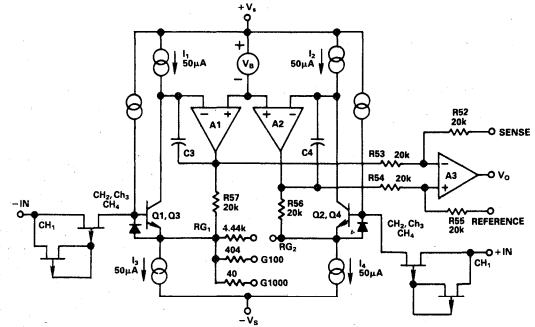 +Vs
I1 50µA
+
VB
−
I2 50µA
− + + −
A1
A2
C3
C4
R52 20k
SENSE
R53 20k
R54 20k
−
+
A3
VO
R55 20k
REFERENCE
R57 20k
R56 20k
CH2, Ch3 CH4
−IN
CH1
Q1, Q3
Q2, Q4
CH2, Ch3 CH4
+IN
CH1
RG1
4.44k
RG2
404
G100
40
G1000
I3 50µA
I4 50µA
−VS